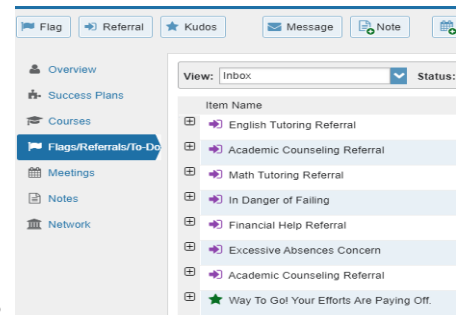 Flag Referral Kudos Message Note
Overview
Success Plans
Courses
Flags/Referrals/To-Do
Meetings
Notes
Network
View: Inbox Status:
Item Name
English Tutoring Referral
Academic Counseling Referral
Math Tutoring Referral
In Danger of Failing
Financial Help Referral
Excessive Absences Concern
Academic Counseling Referral
Way To Go! Your Efforts Are Paying Off.